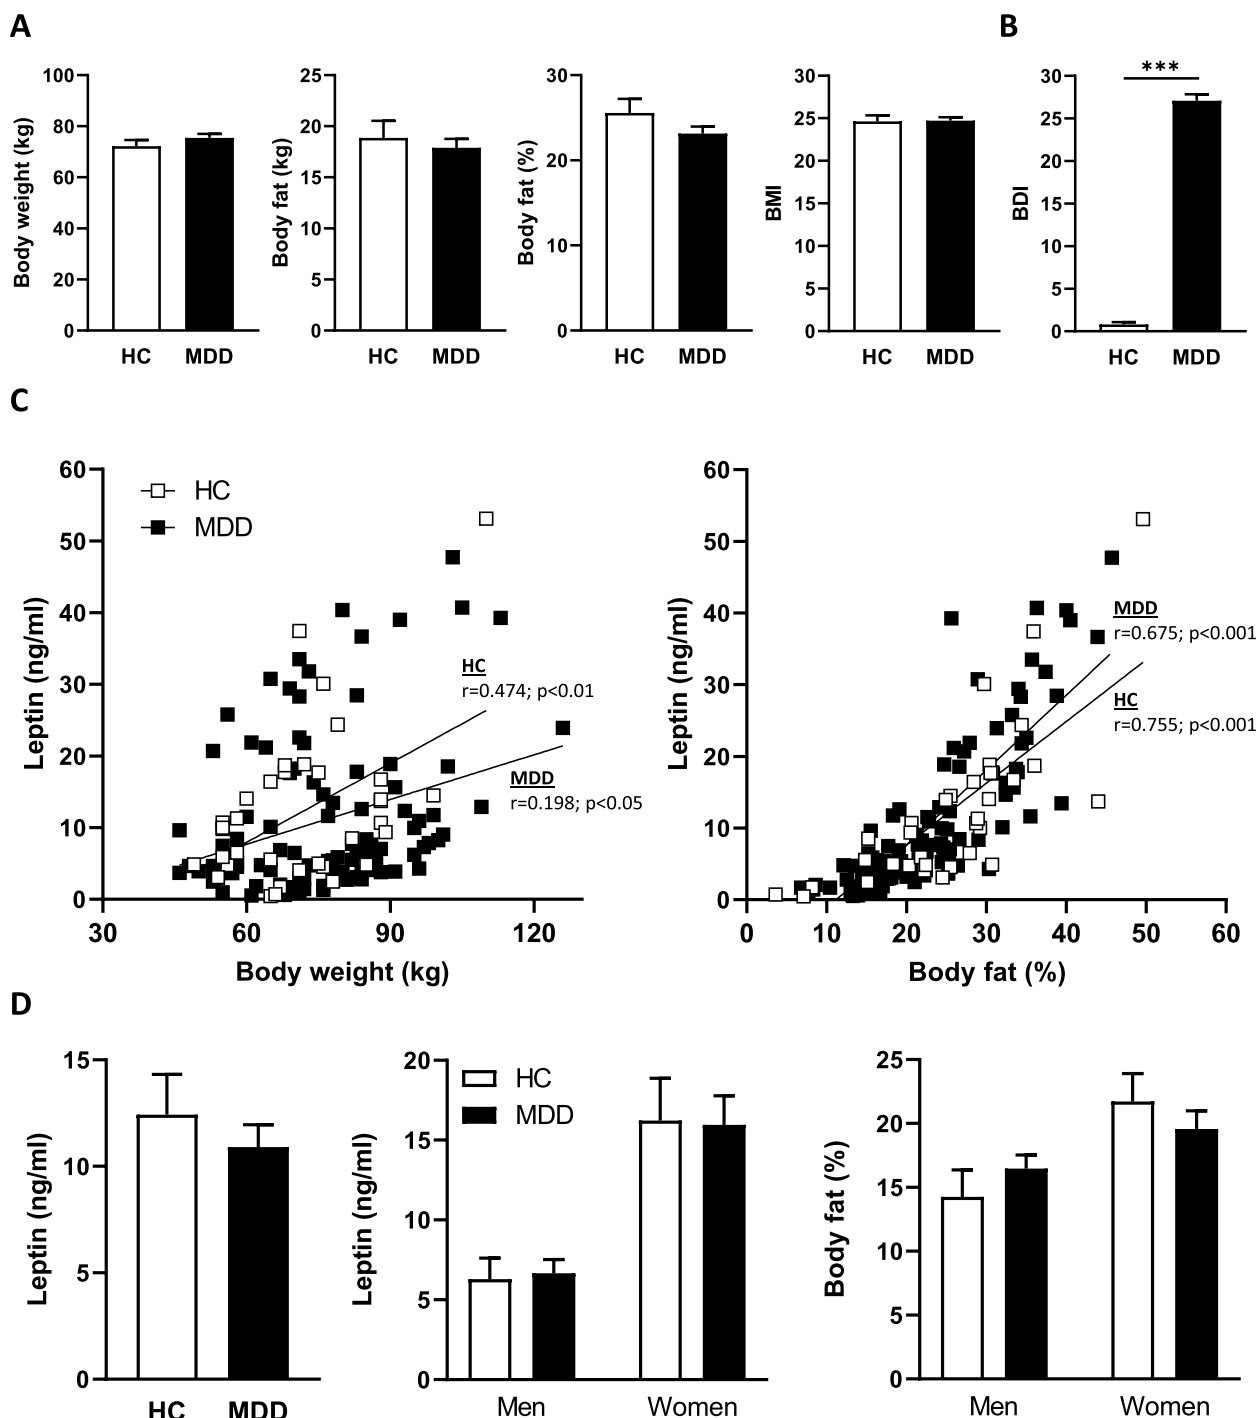 A
B
Body weight (kg)
100
80
60
40
20
0
HC MDD
Body fat (kg)
25
20
15
10
5
0
HC MDD
Body fat (%)
30
20
10
0
HC MDD
BMI
30
25
20
15
10
5
0
HC MDD
BDI
30
25
20
15
10
5
0
***
HC MDD
C
Leptin (ng/ml)
60
50
40
30
20
10
0
HC
MDD
HC
r=0.474; p<0.01
MDD
r=0.198; p<0.05
30 60 90 120
Body weight (kg)
Leptin (ng/ml)
60
50
40
30
20
10
0
MDD
r=0.675; p<0.001
HC
r=0.755; p<0.001
0 10 20 30 40 50 60
Body fat (%)
D
Leptin (ng/ml)
15
10
5
0
HC MDD
Leptin (ng/ml)
20
15
10
5
0
HC
MDD
Men Women
Body fat (%)
25
20
15
10
5
0
Men Women